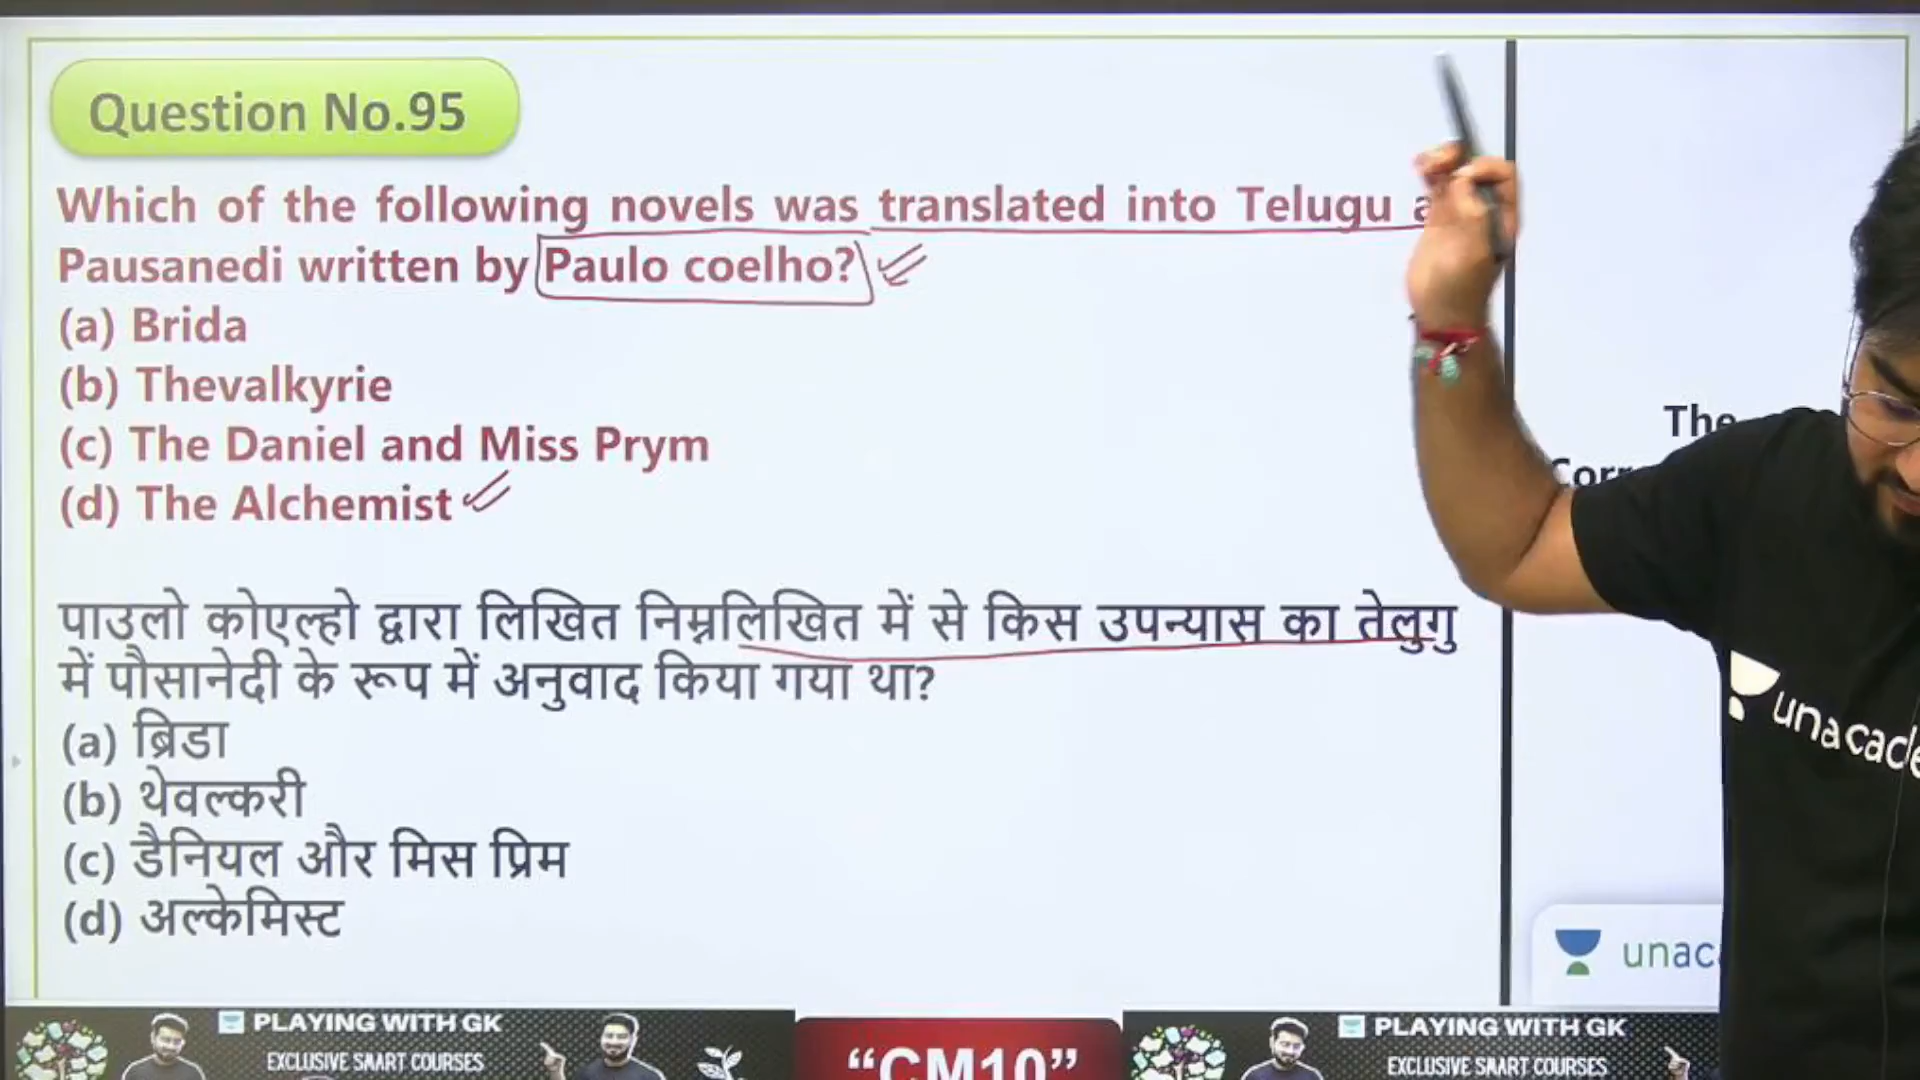 Question No.95
Which of the following novels was translated into Telugu
Pausanedi written by Paulo coelho?
(a) Brida
(b) Thevalkyrie
(c) The Daniel and Miss Prym
(d) The Alchemist
पाउलो कोएल्हो द्वारा लिखित निम्नलिखित में से किस उपन्यास का तेलुगु
में पौसानेदी के रूप में अनुवाद किया गया था?
(a) ब्रिडा
(b) थेवल्करी
(c) डैनियल और मिस प्रिम
(d) अल्केमिस्ट
The
unacade
unaca
PLAYING WITH GK
EXCLUSIVE SMART COURSES
"CM10"
PLAYING WITH GK
EXCLUSIVE SMART COURSES